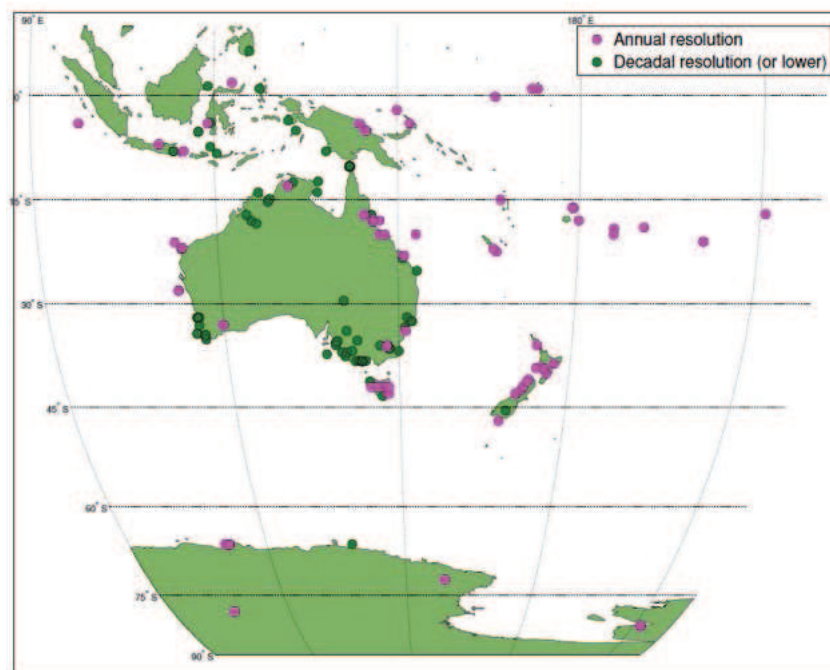 90° E
180° E
Annual resolution
Decadal resolution (or lower)
0°
15° S
30° S
45° S
60° S
75° S
90° S